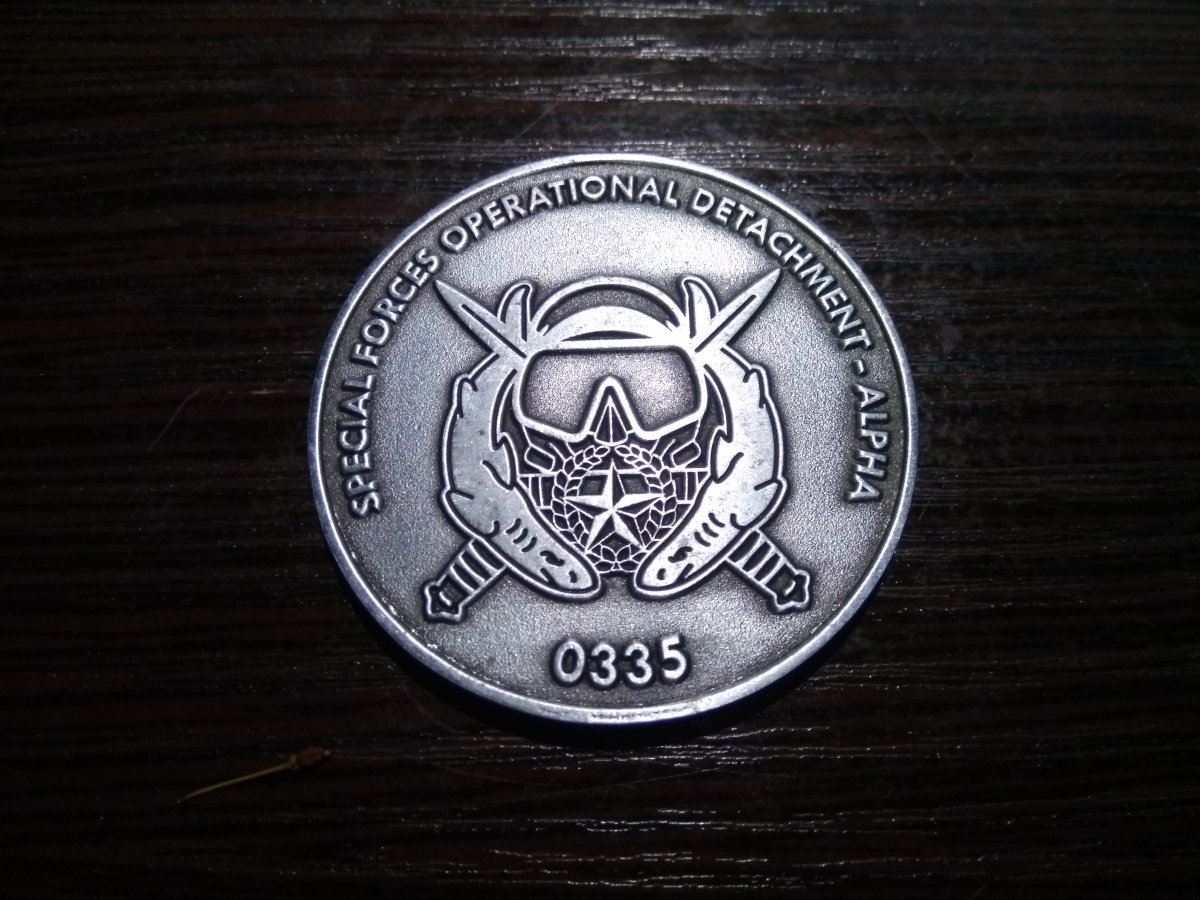 SPECIAL FORCES OPERATIONAL DETACHMENT - ALPHA
0335